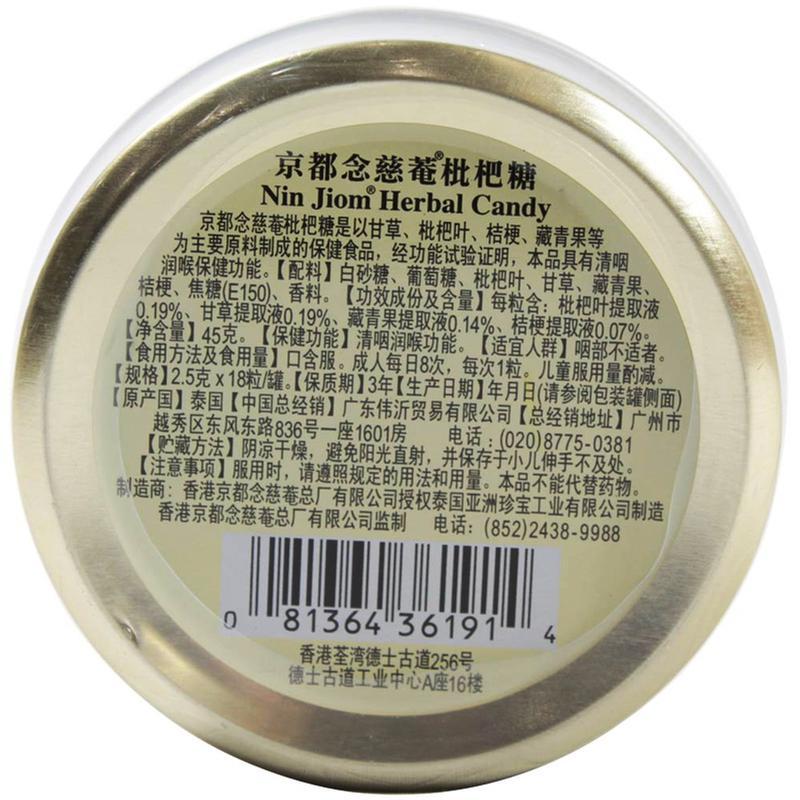 京都念慈菴®枇杷糖
Nin Jiom® Herbal Candy
京都念慈菴枇杷糖是以甘草、枇杷叶、桔梗、藏青果等
为主要原料制成的保健食品，经功能试验证明，本品具有清咽
润喉保健功能。【配料】白砂糖、葡萄糖、枇杷叶、甘草、藏青果、
桔梗、焦糖(E150)、香料。【功效成份及含量】每粒含：枇杷叶提取液
0.19%、甘草提取液0.19%、藏青果提取液0.14%、桔梗提取液0.07%。
【净含量】45克。【保健功能】清咽润喉功能。【适宜人群】咽部不适者。
【食用方法及食用量】口含服。成人每日8次，每次1粒。儿童服用量酌减。
【规格】2.5克 x 18粒/罐。【保质期】3年【生产日期】年月日(请参阅包装罐侧面)
【原产国】泰国【中国总经销】广东伟沂贸易有限公司【总经销地址】广州市
越秀区东风东路836号一座1601房 电话：(020)8775-0381
【贮藏方法】阴凉干燥，避免阳光直射，并保存于小儿伸手不及处。
【注意事项】服用时，请遵照规定的用法和用量。本品不能代替药物。
制造商：香港京都念慈菴总厂有限公司授权泰国亚洲珍宝工业有限公司制造
香港京都念慈菴总厂有限公司监制 电话：(852)2438-9988
0 81364 36191 4
香港荃湾德士古道256号
德士古道工业中心A座16楼